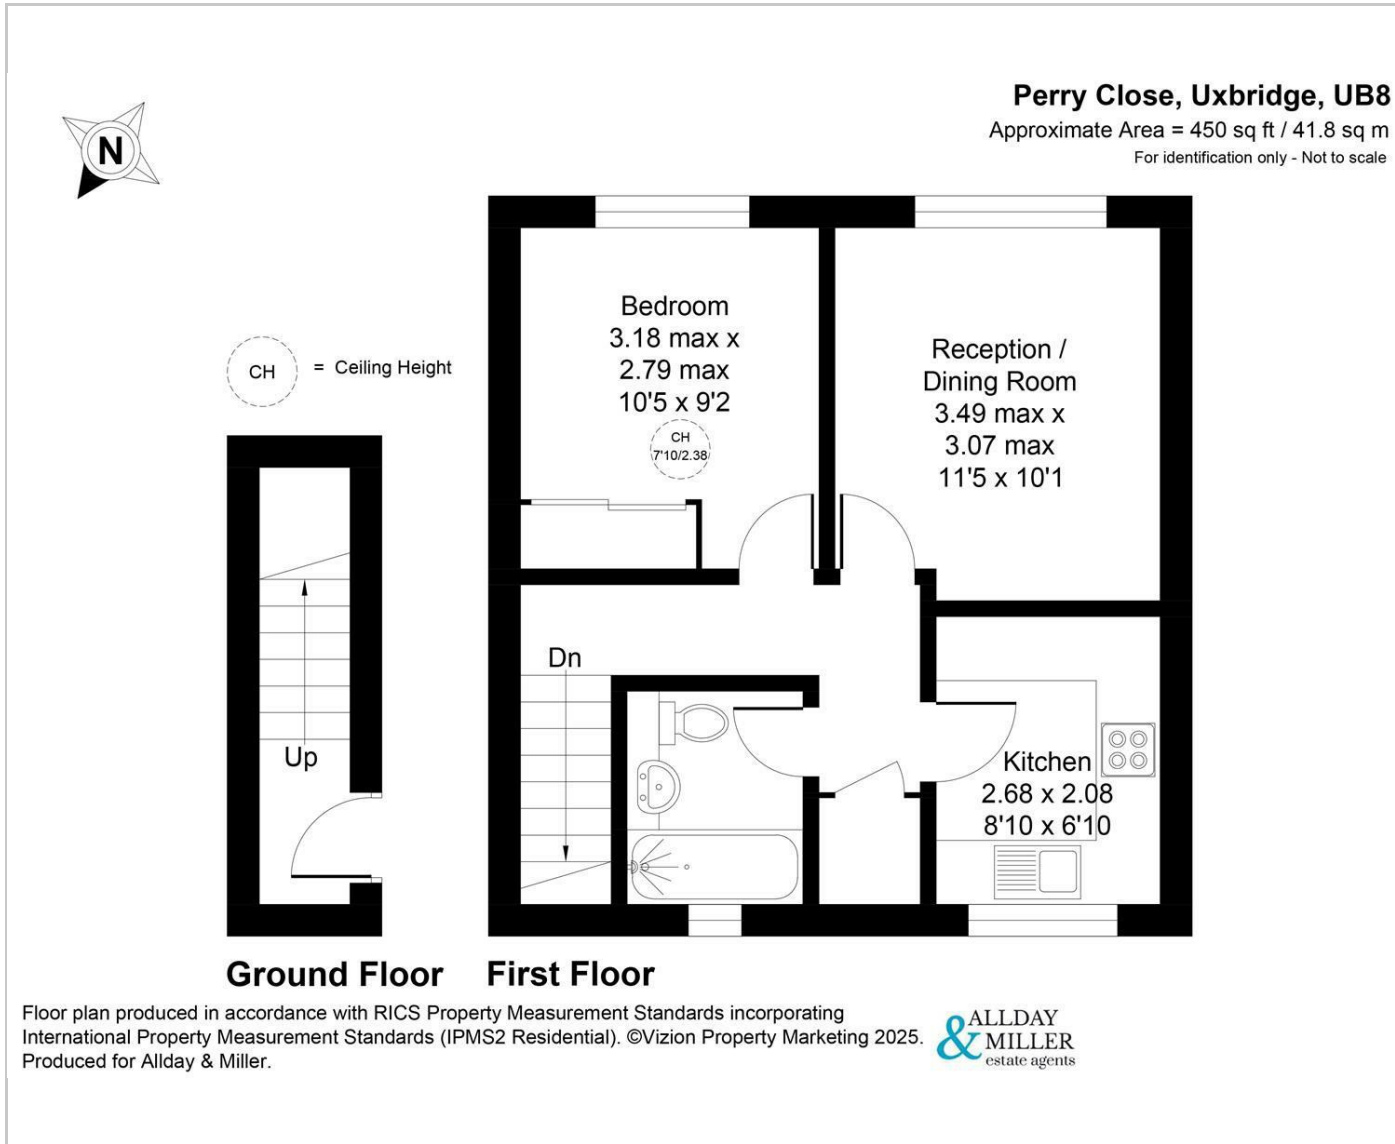 Perry Close, Uxbridge, UB8
Approximate Area = 450 sq ft / 41.8 sq m
For identification only - Not to scale
N
CH
= Ceiling Height
Bedroom
3.18 max x
2.79 max
10'5 x 9'2
CH
7'10/2.38
Reception /
Dining Room
3.49 max x
3.07 max
11'5 x 10'1
Dn
Up
Kitchen
2.68 x 2.08
8'10 x 6'10
Ground Floor
First Floor
Floor plan produced in accordance with RICS Property Measurement Standards incorporating
International Property Measurement Standards (IPMS2 Residential). ©Vizion Property Marketing 2025.
Produced for Allday & Miller.
ALLDAY
& MILLER
estate agents